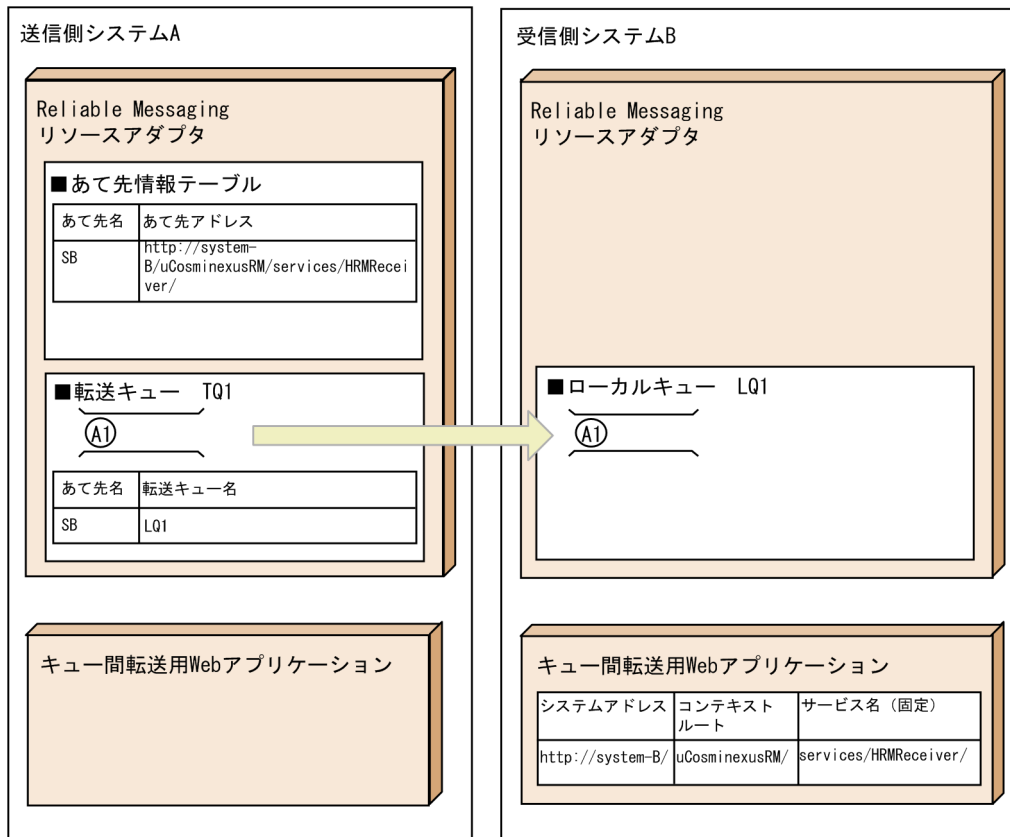 送信側システムA
Reliable Messaging
リソースアダプタ
■あて先情報テーブル
あて先名 あて先アドレス
SB
http://system-
B/uCosminexusRM/services/HRMRecei
ver/
■転送キュー TQ1
A1
あて先名 転送キュー名
SB LQ1
キュー間転送用Webアプリケーション
受信側システムB
Reliable Messaging
リソースアダプタ
■ローカルキュー LQ1
A1
キュー間転送用Webアプリケーション
システムアドレス コンテキスト サービス名（固定）
ルート
http://system-B/ uCosminexusRM/ services/HRMReceiver/